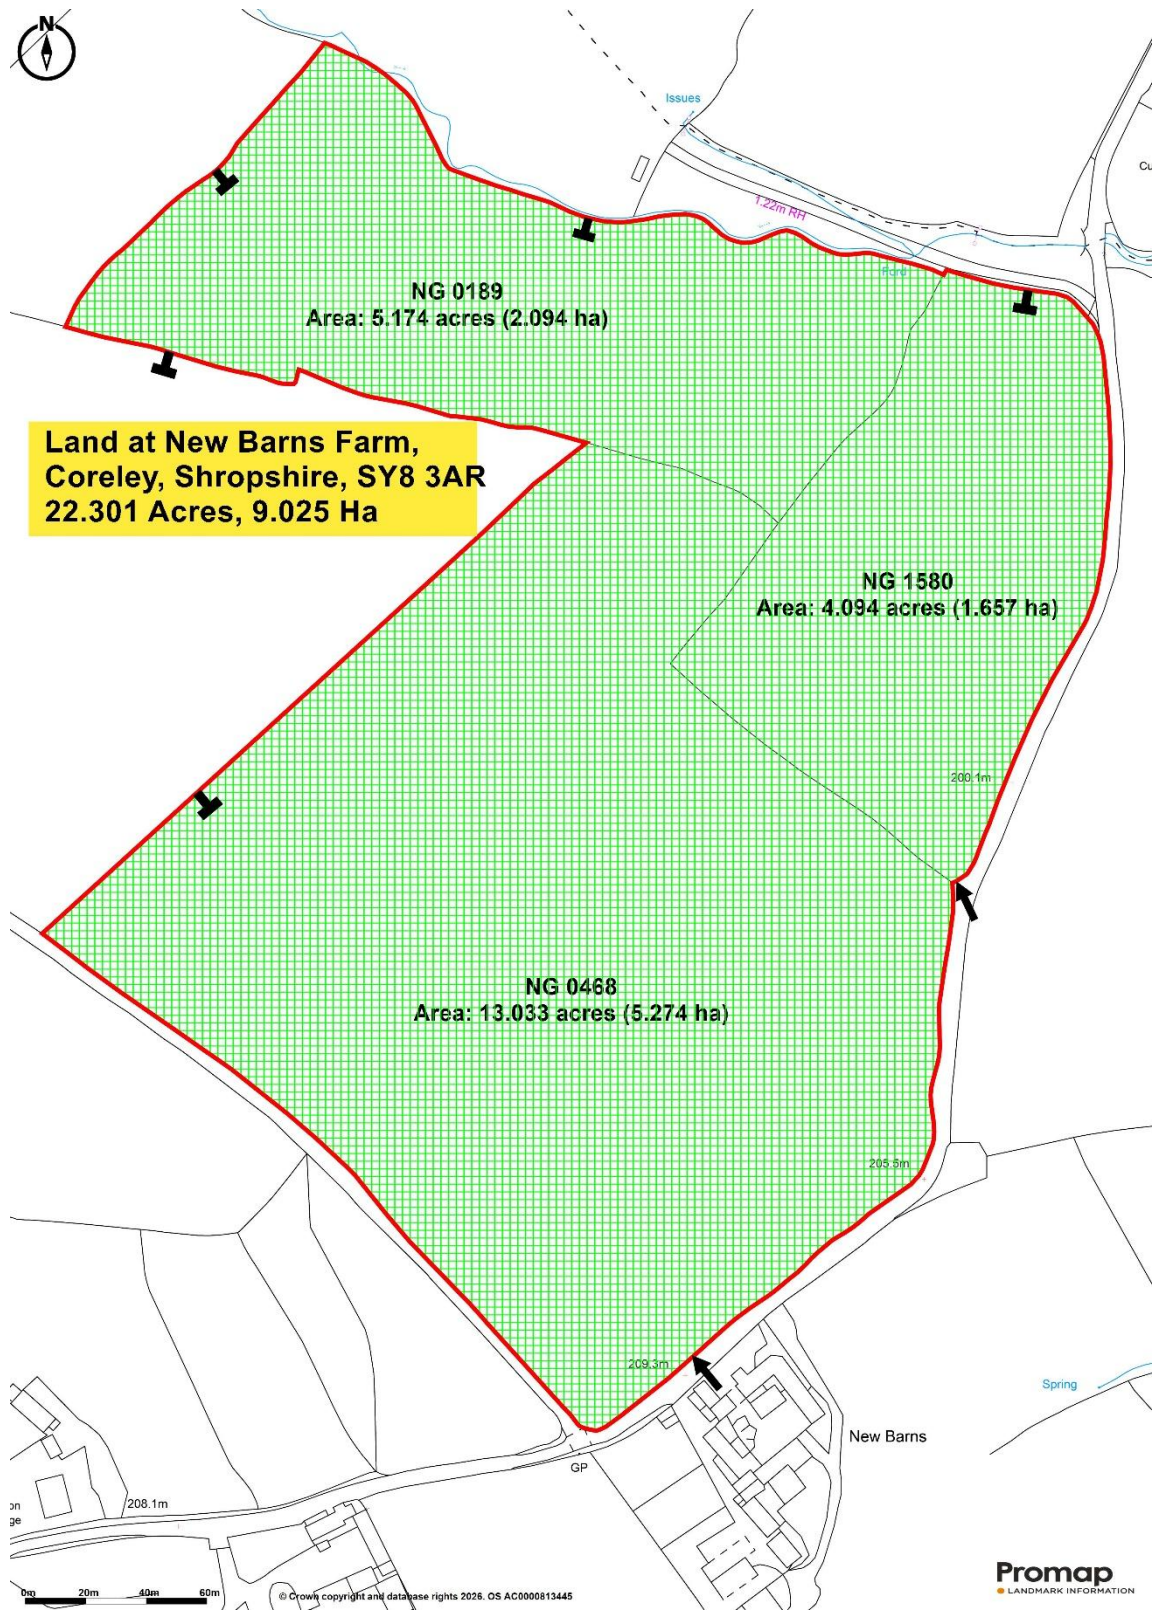 N
Issues
Cu
1.22m RH
Ford
NG 0189
Area: 5.174 acres (2.094 ha)
Land at New Barns Farm,
Coreley, Shropshire, SY8 3AR
22.301 Acres, 9.025 Ha
NG 1580
Area: 4.094 acres (1.657 ha)
200.1m
NG 0468
Area: 13.033 acres (5.274 ha)
205.5m
209.3m
Spring
New Barns
GP
208.1m
on
ge
0m 20m 40m 60m
© Crown copyright and database rights 2026. OS AC0000813445
Promap
LANDMARK INFORMATION